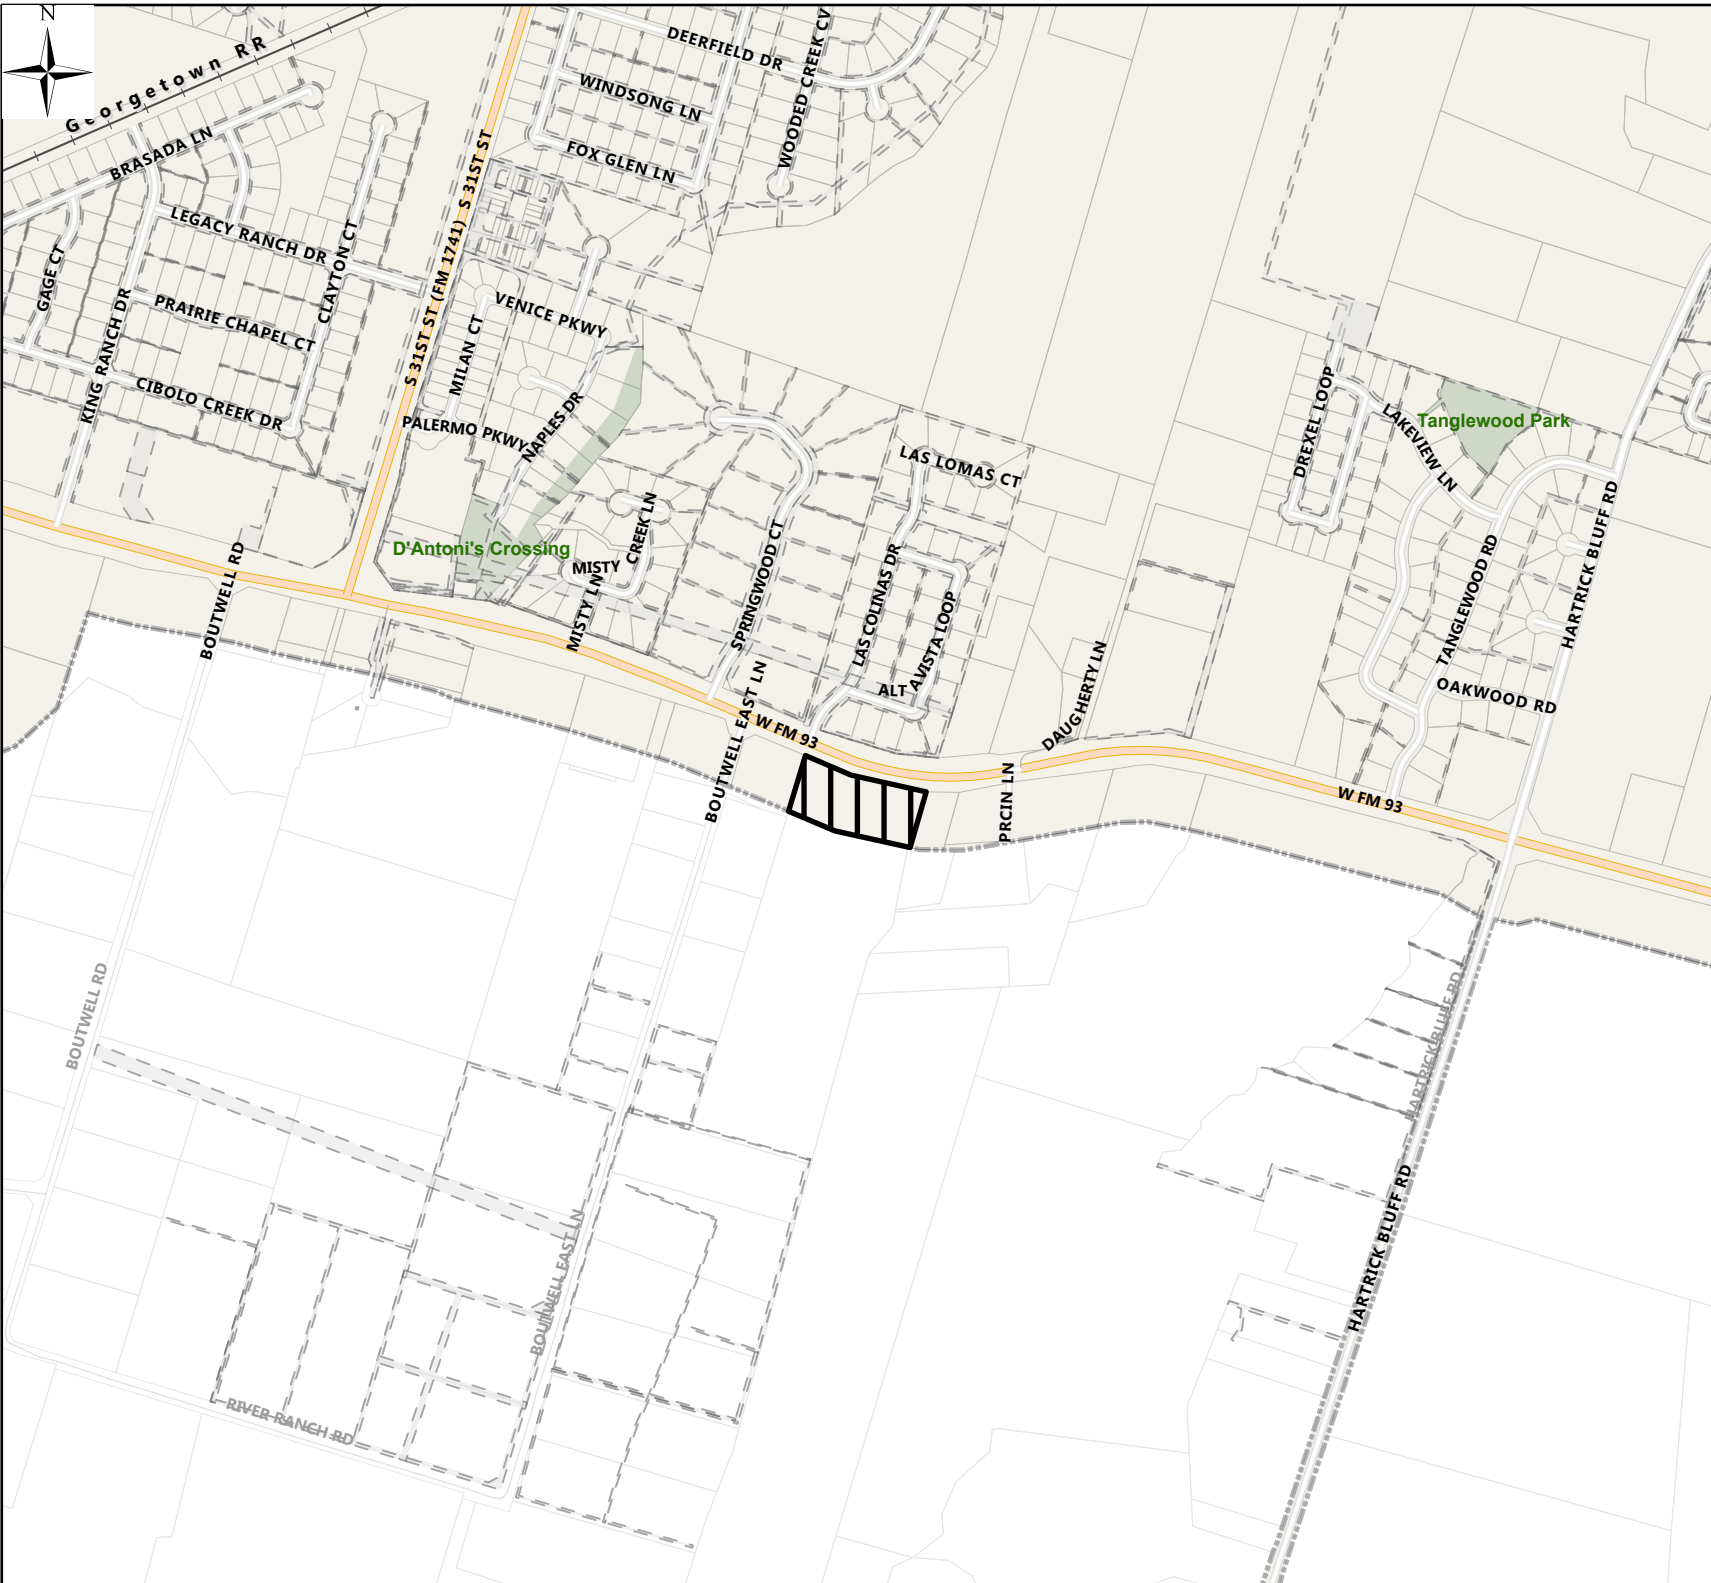 N
Georgetown RR
BRASADA LN
DEERFIELD DR
WINDSONG LN
WOODED CREEK CV
FOX GLEN LN
S 31ST ST (FM 1741)
S 31ST ST
LEGACY RANCH DR
CLAYTON CT
GAGE CT
PRAIRIE CHAPEL CT
KING RANCH DR
CIBOLO CREEK DR
VENICE PKWY
MILAN CT
NAPLES DR
PALERMO PKWY
LAS LOMAS CT
DREXEL LOOP
LAKEVIEW LN
Tanglewood Park
D'Antoni's Crossing
MISTY
CREEK LN
MISTY LN
SPRINGWOOD CT
LAS COLINAS DR
ALT
AVISTA LOOP
DAUGHERTY LN
TANGLEWOOD RD
HARTRICK BLUFF RD
OAKWOOD RD
BOUTWELL RD
BOUTWELL EAST LN
W FM 93
PRCIN LN
W FM 93
BOUTWELL RD
HARTRICK BLUFF RD
HARTRICK BLUFF RD
BOUTWELL EAST LN
RIVER RANCH RD